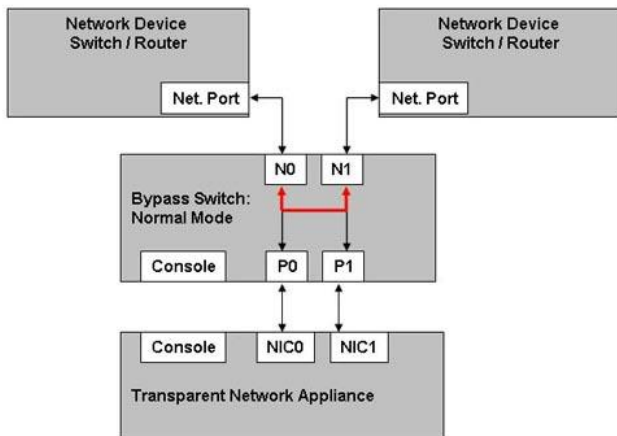 Network Device
Switch / Router
Network Device
Switch / Router
Net. Port
Net. Port
N0
N1
Bypass Switch:
Normal Mode
Console
P0
P1
Console
NIC0
NIC1
Transparent Network Appliance